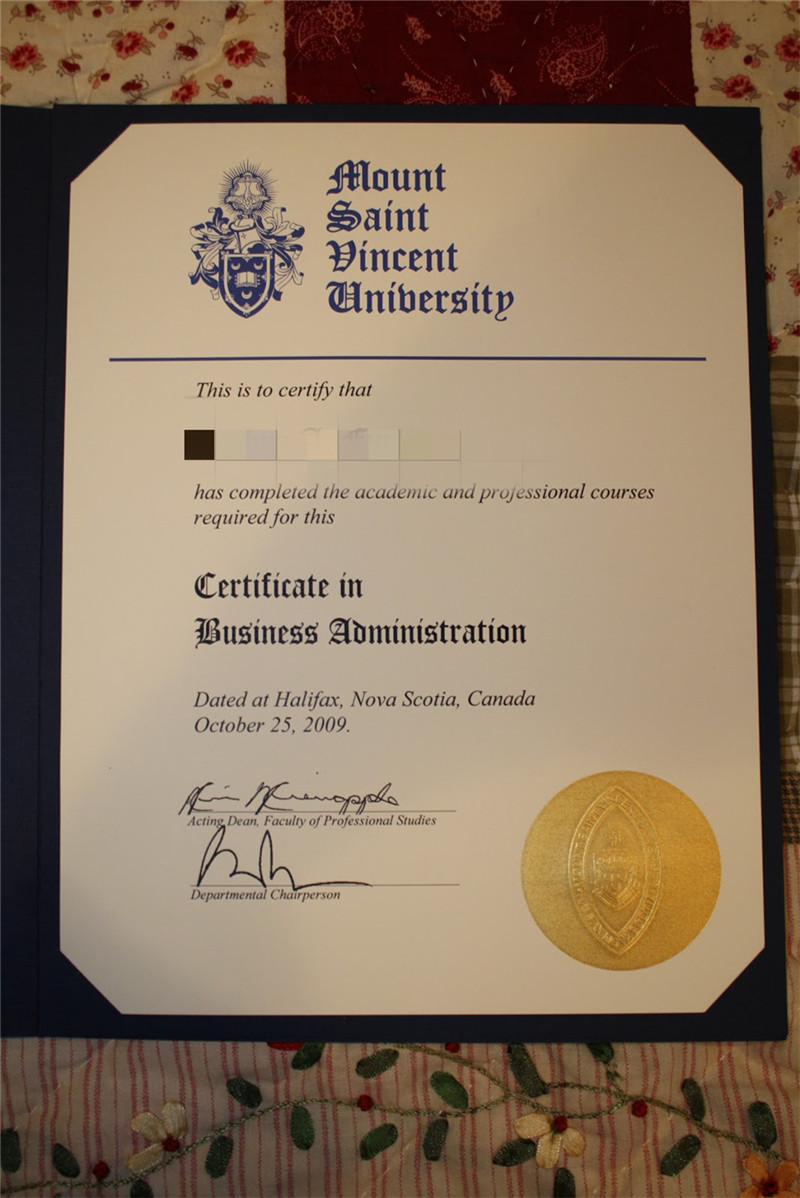 Mount
Saint
Vincent
University
This is to certify that
has completed the academic and professional courses
required for this
Certificate in
Business Administration
Dated at Halifax, Nova Scotia, Canada
October 25, 2009.
Acting Dean, Faculty of Professional Studies
Departmental Chairperson